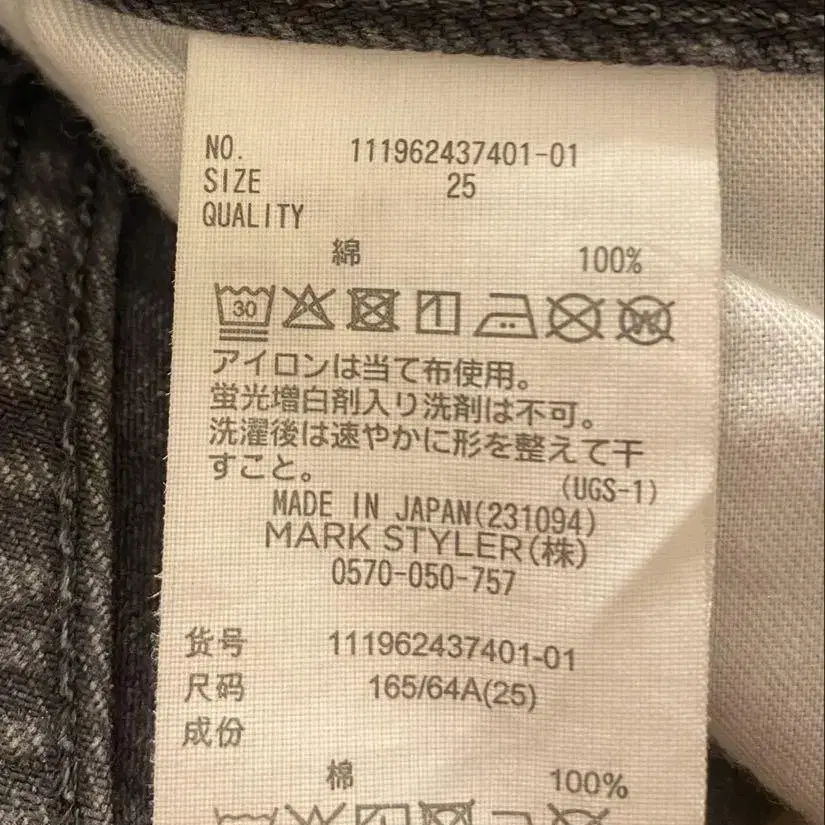 NO. 111962437401-01
SIZE 25
QUALITY
綿 100%
30 W
アイロンは当て布使用。
蛍光増白剤入り洗剤は不可。
洗濯後は速やかに形を整えて干
すこと。
(UGS-1)
MADE IN JAPAN(231094)
MARK STYLER(株)
0570-050-757
货号 111962437401-01
尺码 165/64A(25)
成份
棉 100%